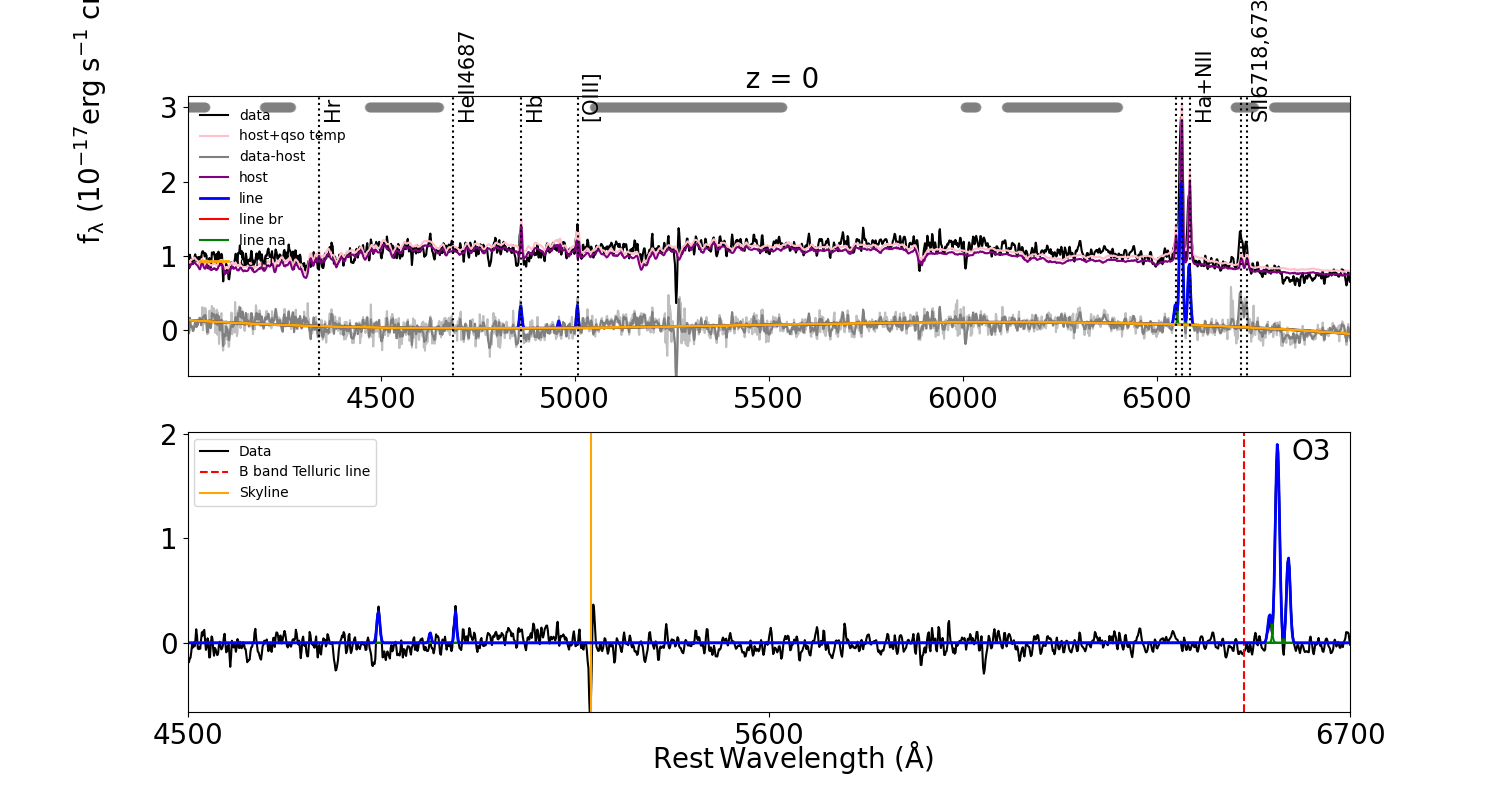 z = 0
f_λ (10^{-17} erg s^{-1} c
Hr
HeII4687
Hb
[OIII]
Ha+NII
SII6718,673
3
2
1
0
data
host+qso temp
data-host
host
line
line br
line na
4500 5000 5500 6000 6500
2
1
0
Data
B band Telluric line
Skyline
O3
4500 5600 6700
Rest Wavelength (Å)